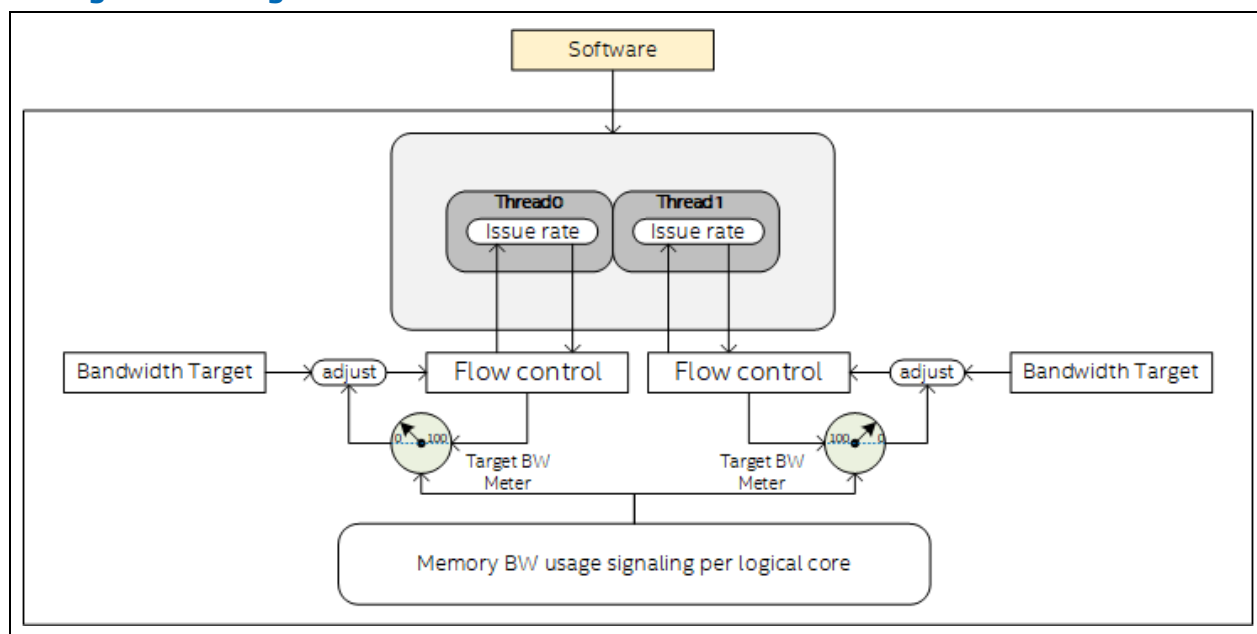 Software
Thread0 Thread1
Issue rate Issue rate
Bandwidth Target adjust Flow control Flow control adjust Bandwidth Target
0 100 100 0
Target BW Target BW
Meter Meter
Memory BW usage signaling per logical core